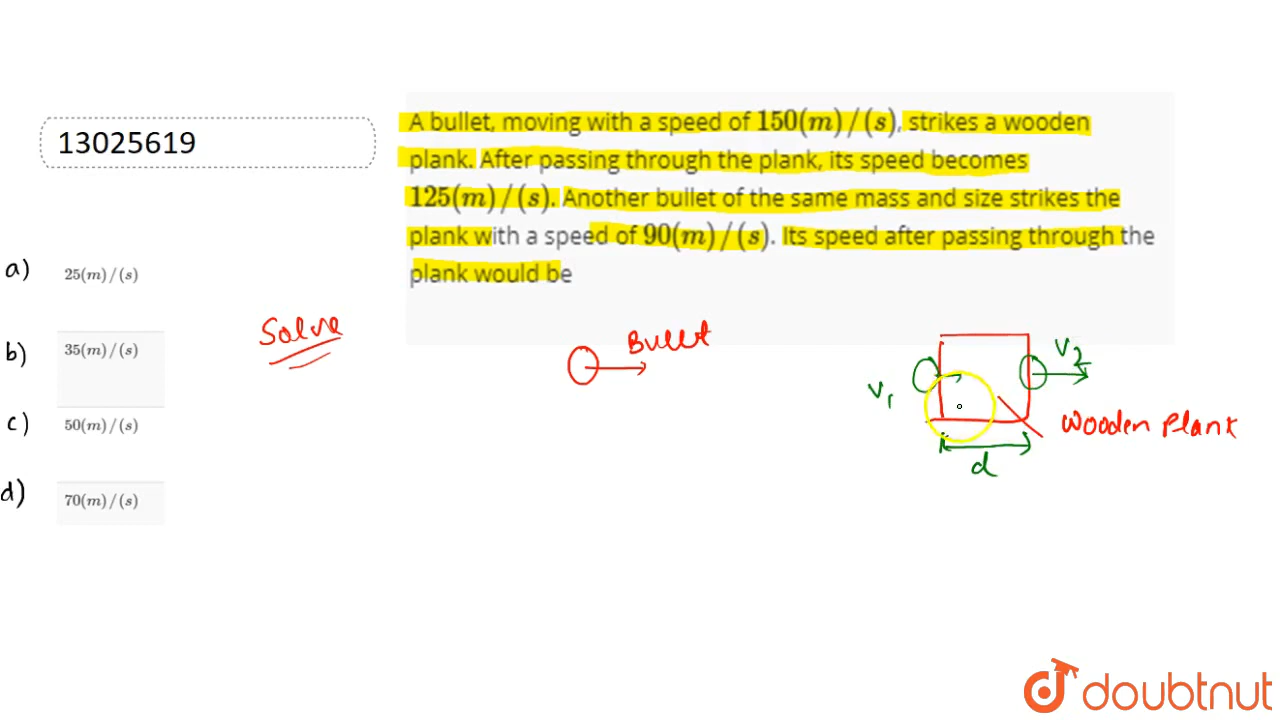 13025619
A bullet, moving with a speed of 150(m)/(s), strikes a wooden
plank. After passing through the plank, its speed becomes
125(m)/(s). Another bullet of the same mass and size strikes the
plank with a speed of 90(m)/(s). Its speed after passing through the
plank would be
a) 25(m)/(s)
b) 35(m)/(s)
c) 50(m)/(s)
d) 70(m)/(s)
Solve
Bullet
V1
V2
Wooden Plank
d
doubtnut